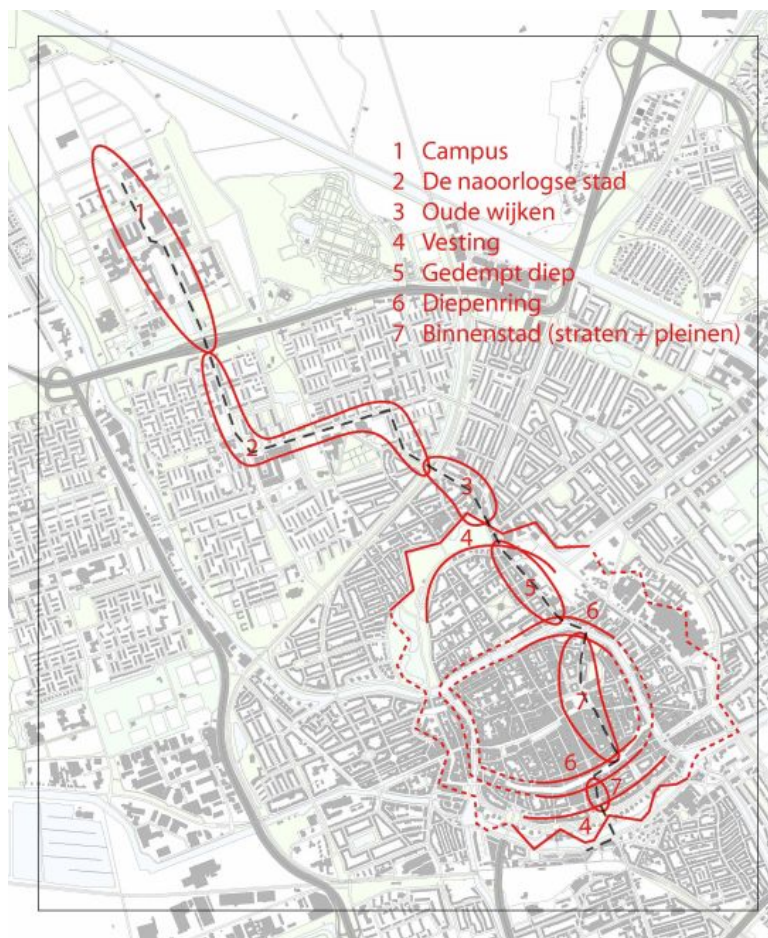 1 Campus
2 De naoorlogse stad
3 Oude wijken
4 Vesting
5 Gedempt diep
6 Diepenring
7 Binnenstad (straten + pleinen)
1
2
3
4
5
6
7
6
7
4